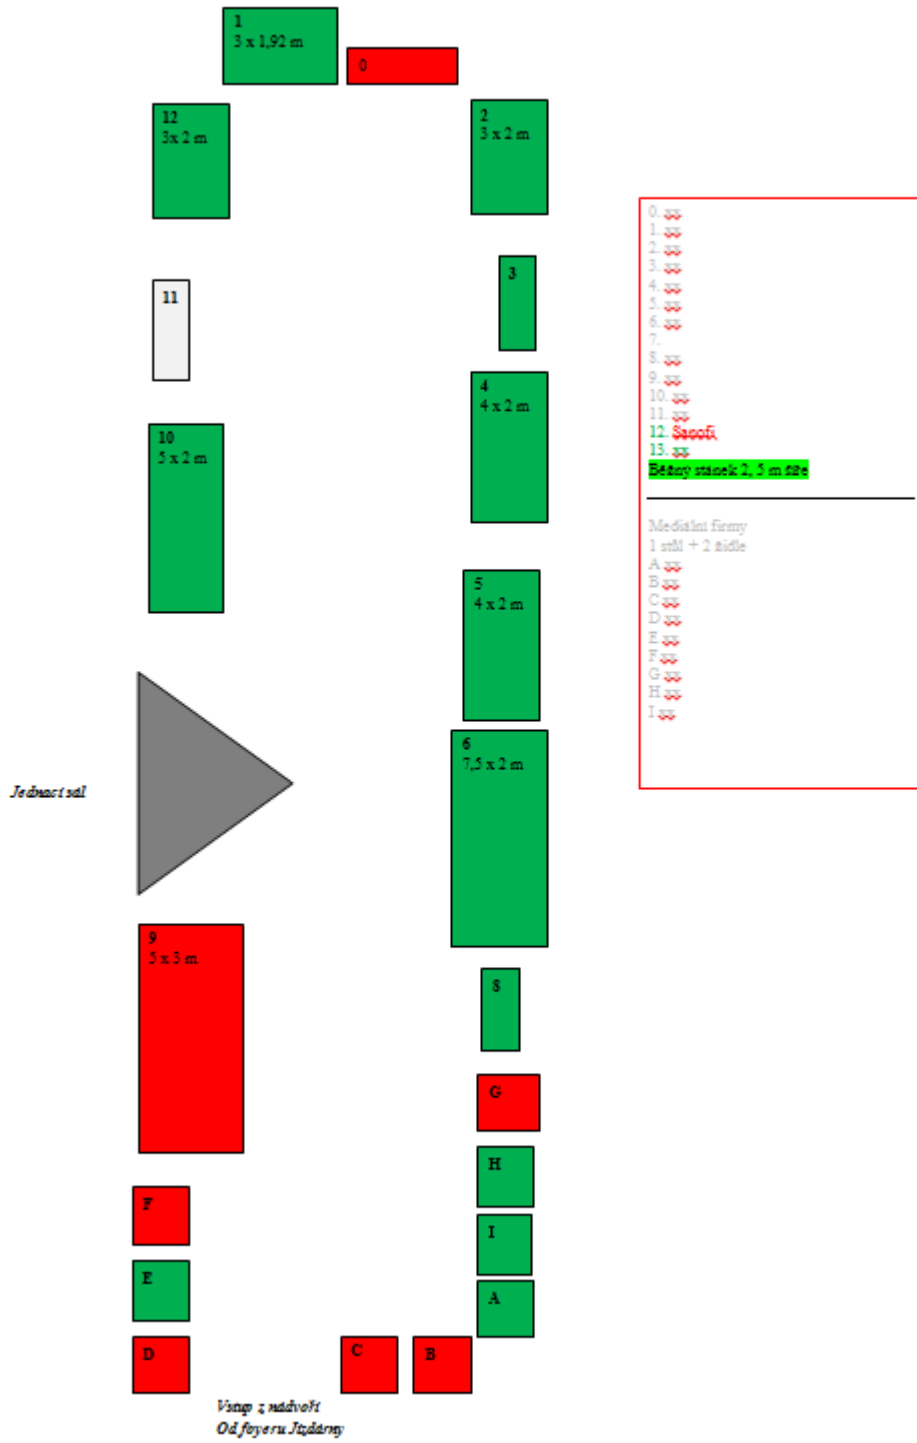 1
3 x 1,92 m
0
12
3x 2 m
2
3 x 2 m
3
11
4
4 x 2 m
10
5 x 2 m
5
4 x 2 m
6
7,5 x 2 m
Jednací sál
9
5 x 3 m
8
G
H
F
I
E
A
D
C
B
Vstup z nádvoří
Od foyeru Jízdárny
0. xx
1. xx
2. xx
3. xx
4. xx
5. xx
6. xx
7.
8. xx
9. xx
10. xx
11. xx
12. Sanofi
13. xx
Běžný stánek 2, 5 m šíře
Mediální firmy
1 stůl + 2 židle
A xx
B xx
C xx
D xx
E xx
F xx
G xx
H xx
I xx